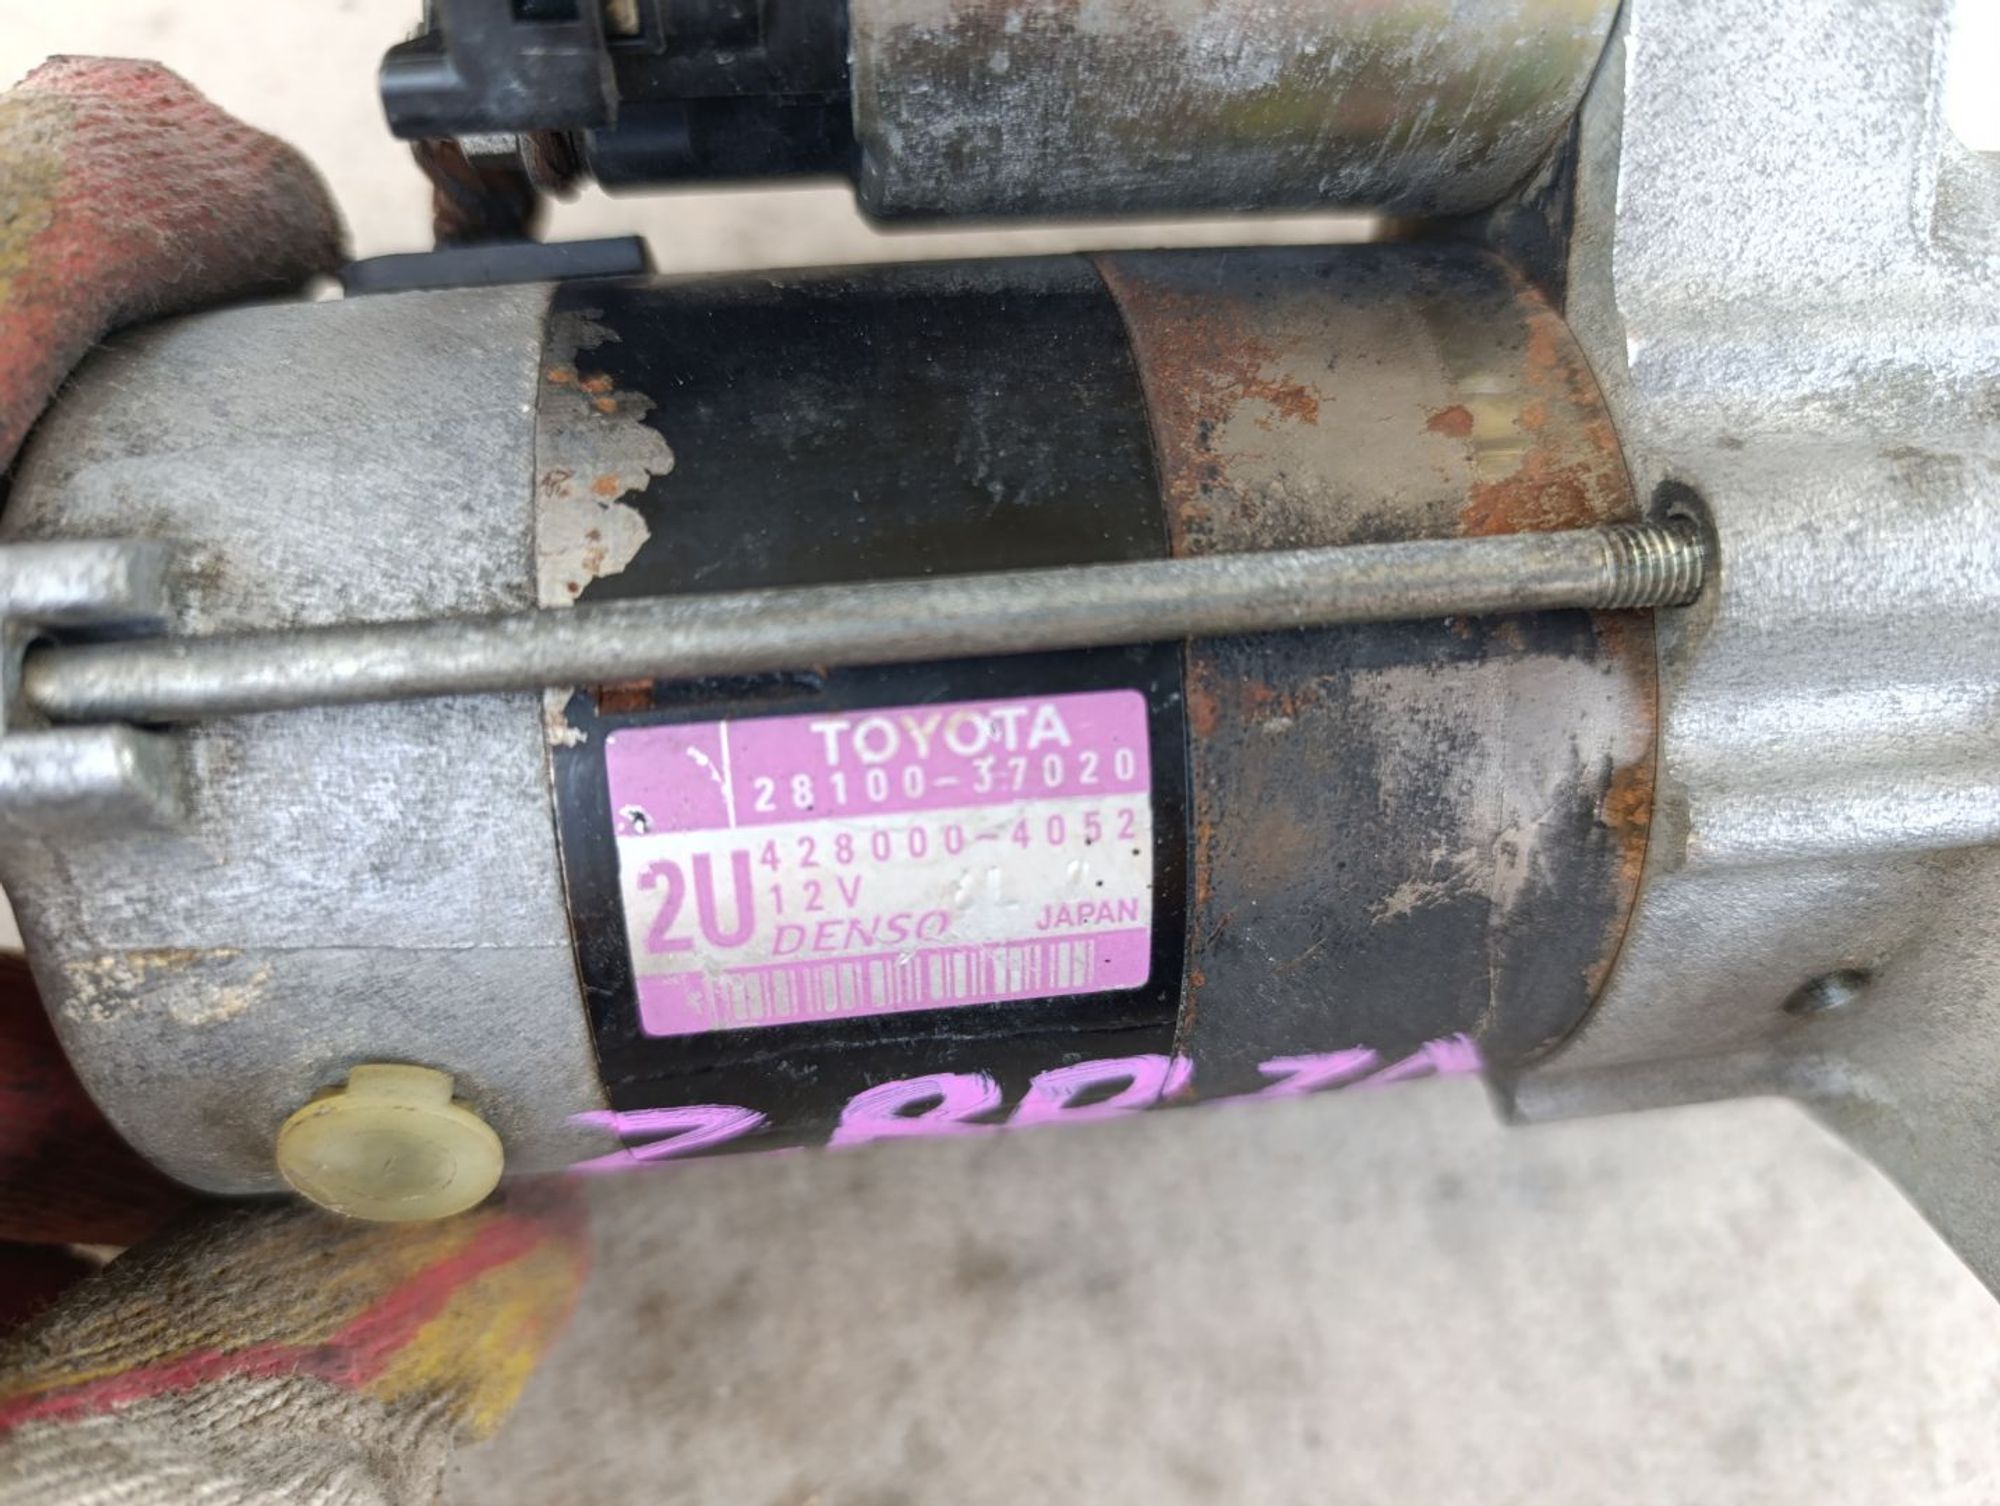 TOYOTA
28100-37020
428000-4052
2U 12V
DENSO JAPAN